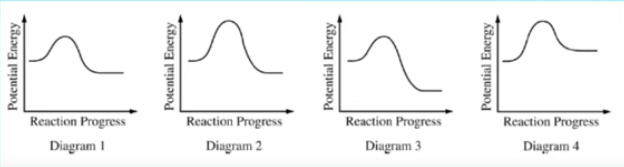 Potential Energy
Reaction Progress
Diagram 1
Potential Energy
Reaction Progress
Diagram 2
Potential Energy
Reaction Progress
Diagram 3
Potential Energy
Reaction Progress
Diagram 4